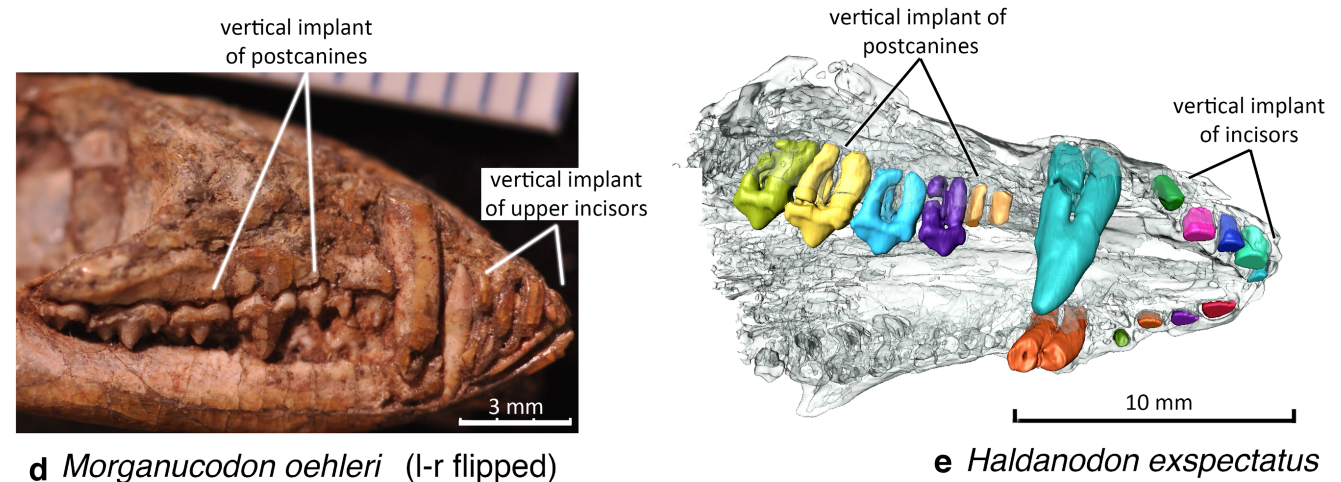 vertical implant
of postcanines
vertical implant
of upper incisors
3 mm
d Morganucodon oehleri (l-r flipped)
vertical implant of
postcanines
vertical implant
of incisors
10 mm
e Haldanodon exspectatus